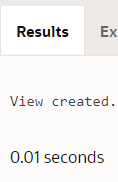 Results Ex
View created.
0.01 seconds